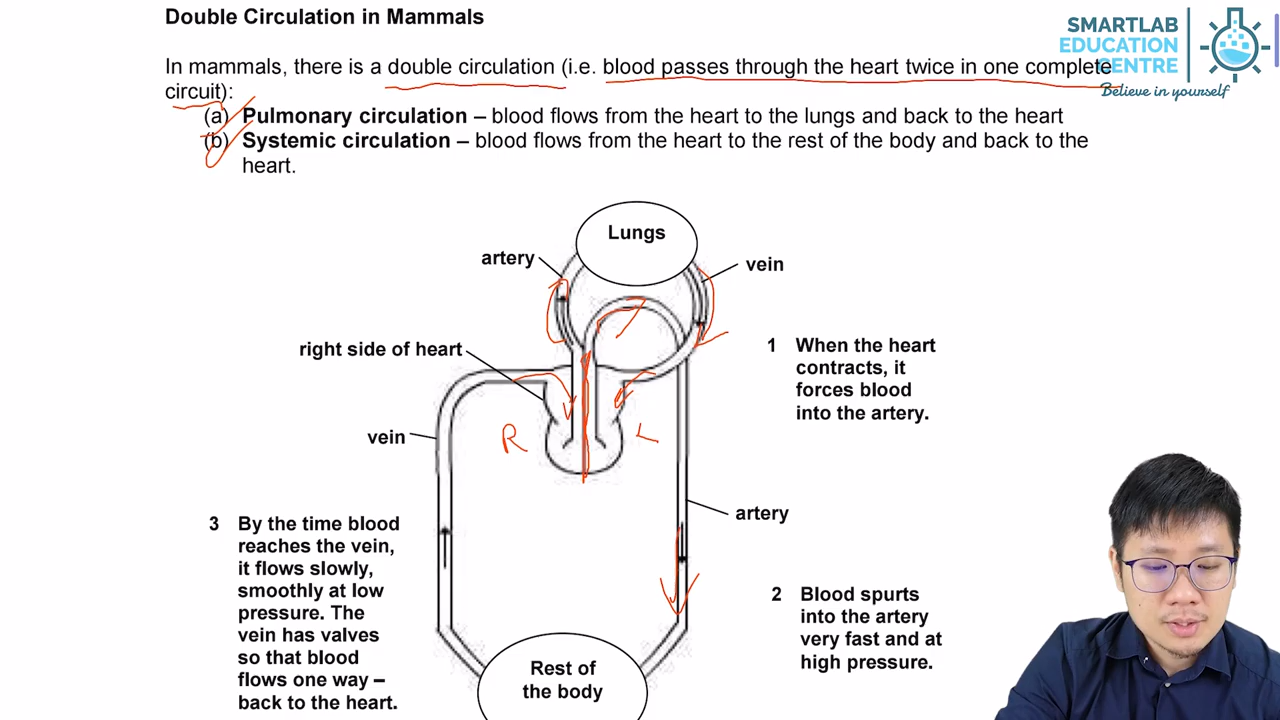 Double Circulation in Mammals
SMARTLAB
EDUCATION
CENTRE
Believe in yourself
In mammals, there is a double circulation (i.e. blood passes through the heart twice in one complete
circuit):
(a) Pulmonary circulation – blood flows from the heart to the lungs and back to the heart
(b) Systemic circulation – blood flows from the heart to the rest of the body and back to the
heart.
Lungs
artery
vein
right side of heart
1 When the heart
contracts, it
forces blood
into the artery.
vein
R
L
artery
3 By the time blood
reaches the vein,
it flows slowly,
smoothly at low
pressure. The
vein has valves
so that blood
flows one way –
back to the heart.
2 Blood spurts
into the artery
very fast and at
high pressure.
Rest of
the body